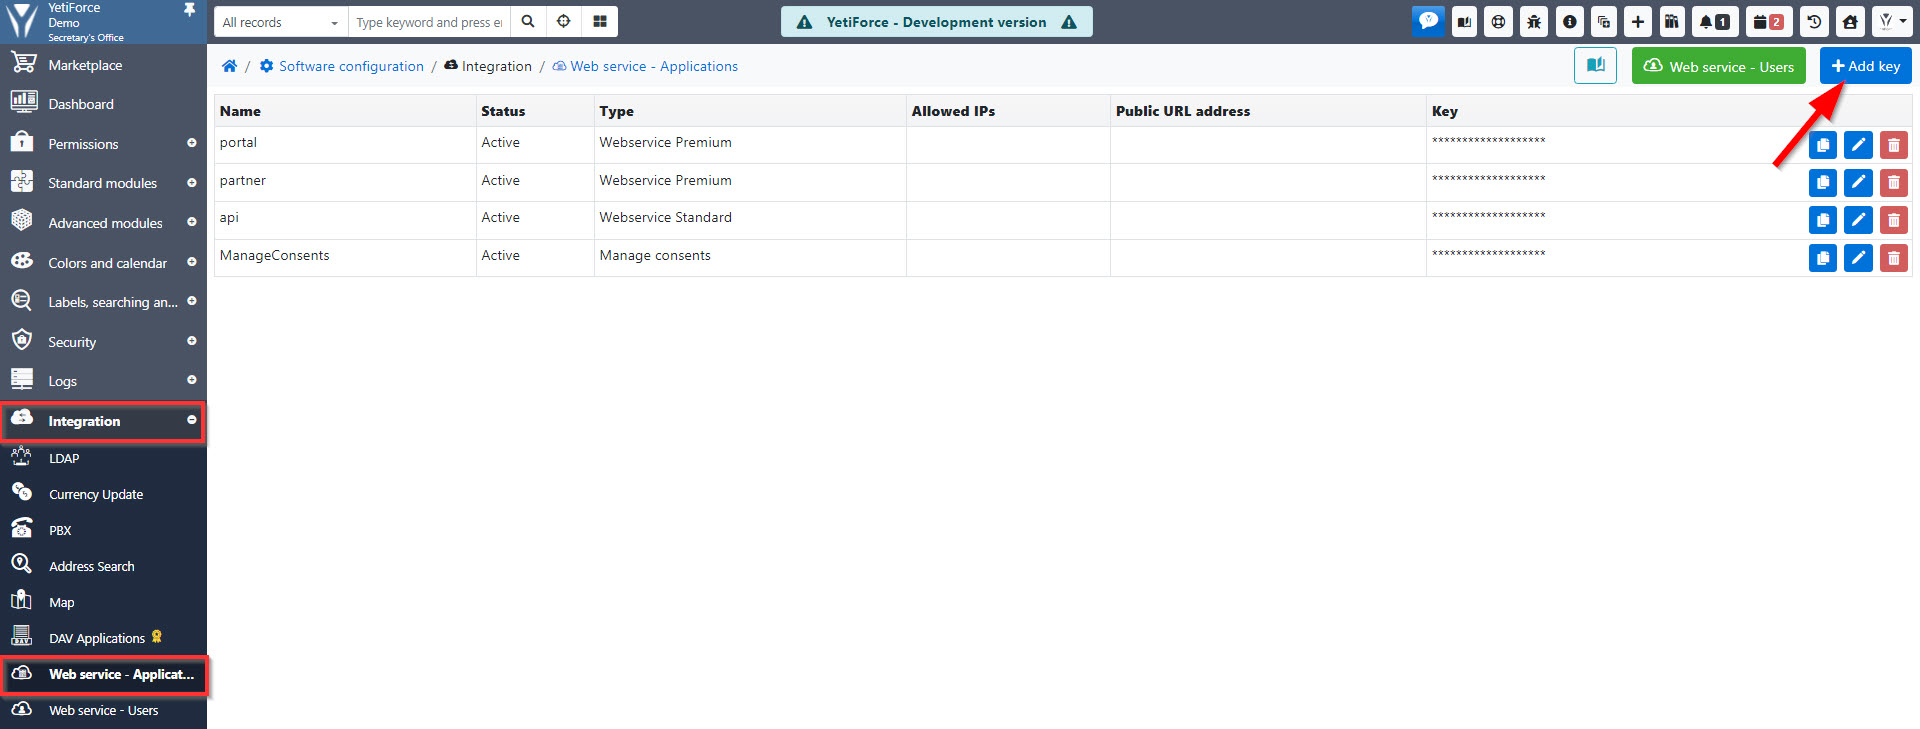 YetiForce
Demo
Secretary's Office
All records
Type keyword and press er
YetiForce - Development version
1
2
Marketplace
Dashboard
Permissions
Standard modules
Advanced modules
Colors and calendar
Labels, searching an...
Security
Logs
Integration
LDAP
Currency Update
PBX
Address Search
Map
DAV
DAV Applications
Web service - Applicat...
Web service - Users
/ Software configuration / Integration / Web service - Applications
Web service - Users
Add key
Name Status Type Allowed IPs Public URL address Key
portal Active Webservice Premium *******************
partner Active Webservice Premium *******************
api Active Webservice Standard *******************
ManageConsents Active Manage consents *******************